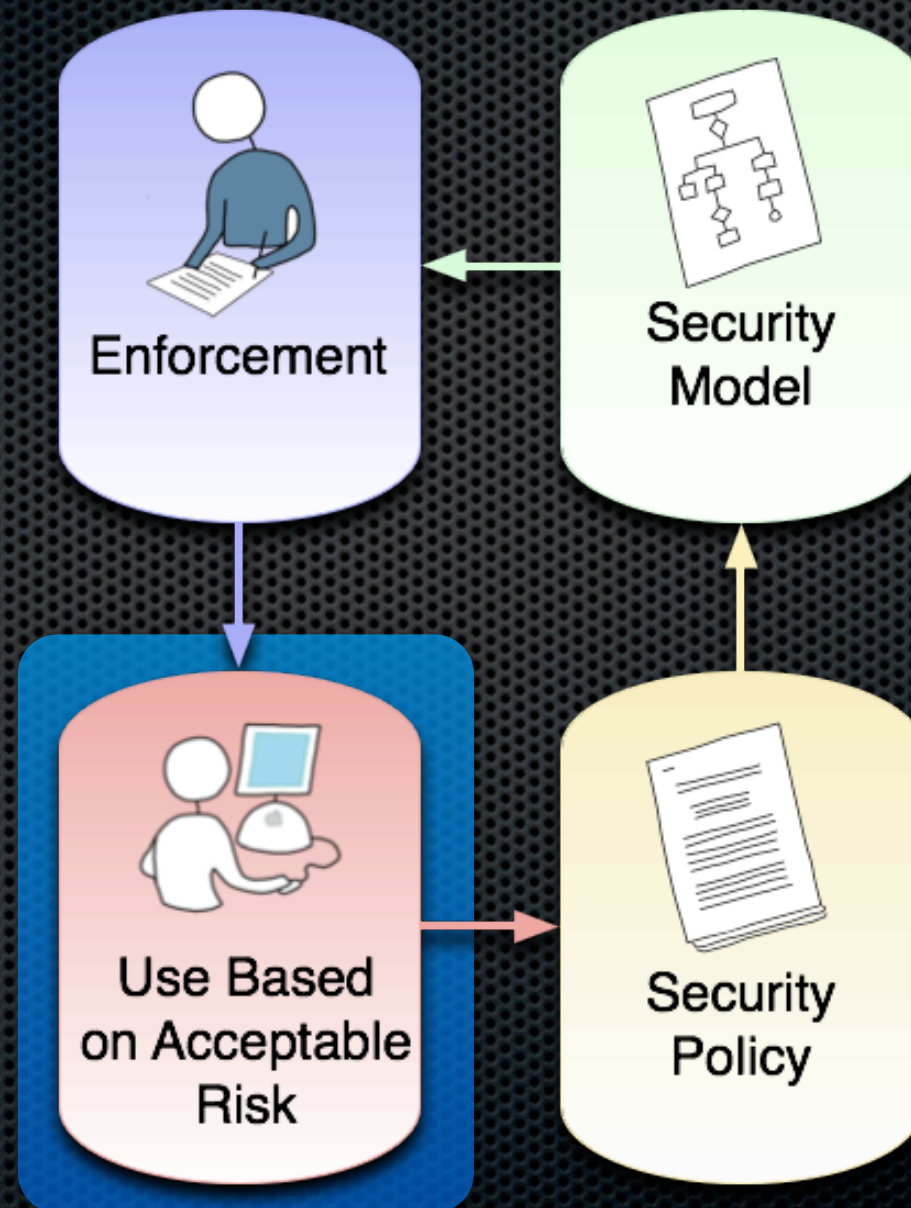 Enforcement
Security
Model
Use Based
on Acceptable
Risk
Security
Policy